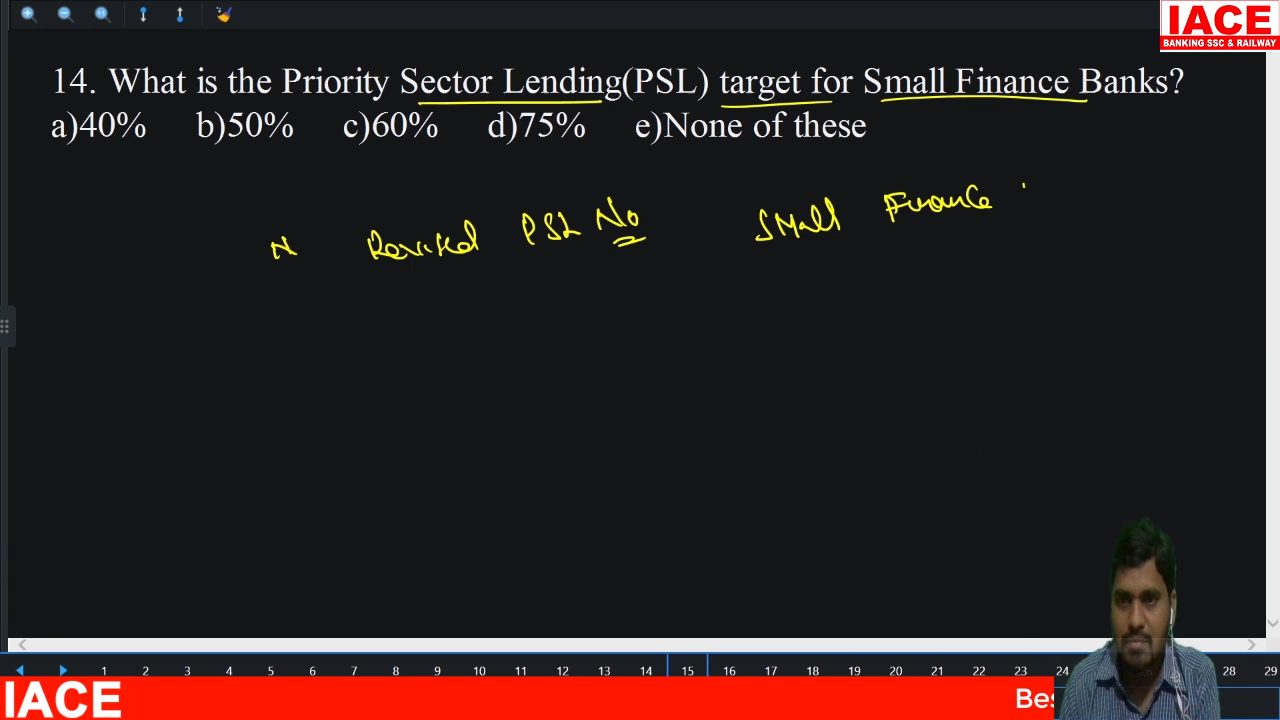 IACE
BANKING SSC & RAILWAY
14. What is the Priority Sector Lending(PSL) target for Small Finance Banks?
a)40% b)50% c)60% d)75% e)None of these
N Revised PSL No Small Finance
1 2 3 4 5 6 7 8 9 10 11 12 13 14 15 16 17 18 19 20 21 22 23 24 28 29
IACE
Bes